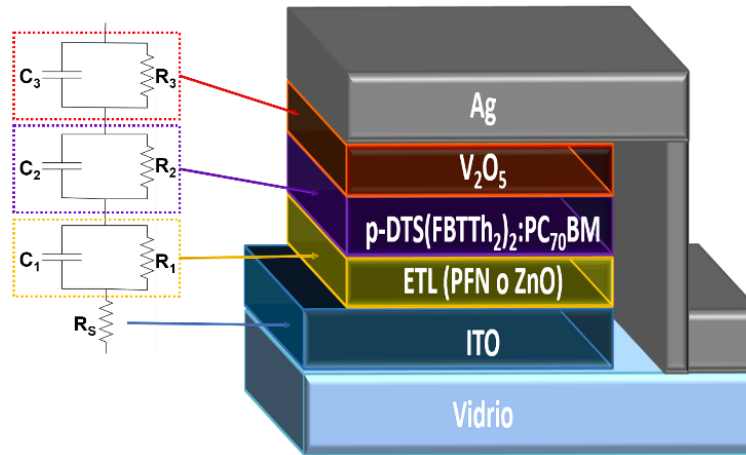 C3
R3
Ag
V2O5
C2
R2
p-DTS(FBTTh2)2:PC70BM
C1
R1
ETL (PFN o ZnO)
RS
ITO
Vidrio